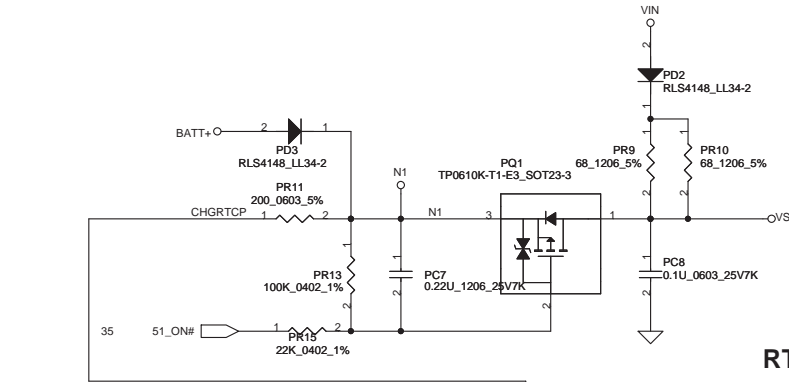 VIN
2
PD2
RLS4148_LL34-2
1
BATT+
2
1
PD3
RLS4148_LL34-2
1
1
PR9
68_1206_5%
PR10
68_1206_5%
2
2
PQ1
TP0610K-T1-E3_SOT23-3
N1
PR11
200_0603_5%
CHGRTCP
1
2
N1
3
1
VS
1
PR13
100K_0402_1%
2
1
PC7
0.22U_1206_25V7K
2
2
1
PC8
0.1U_0603_25V7K
2
35
51_ON#
1
2
PR15
22K_0402_1%
RT